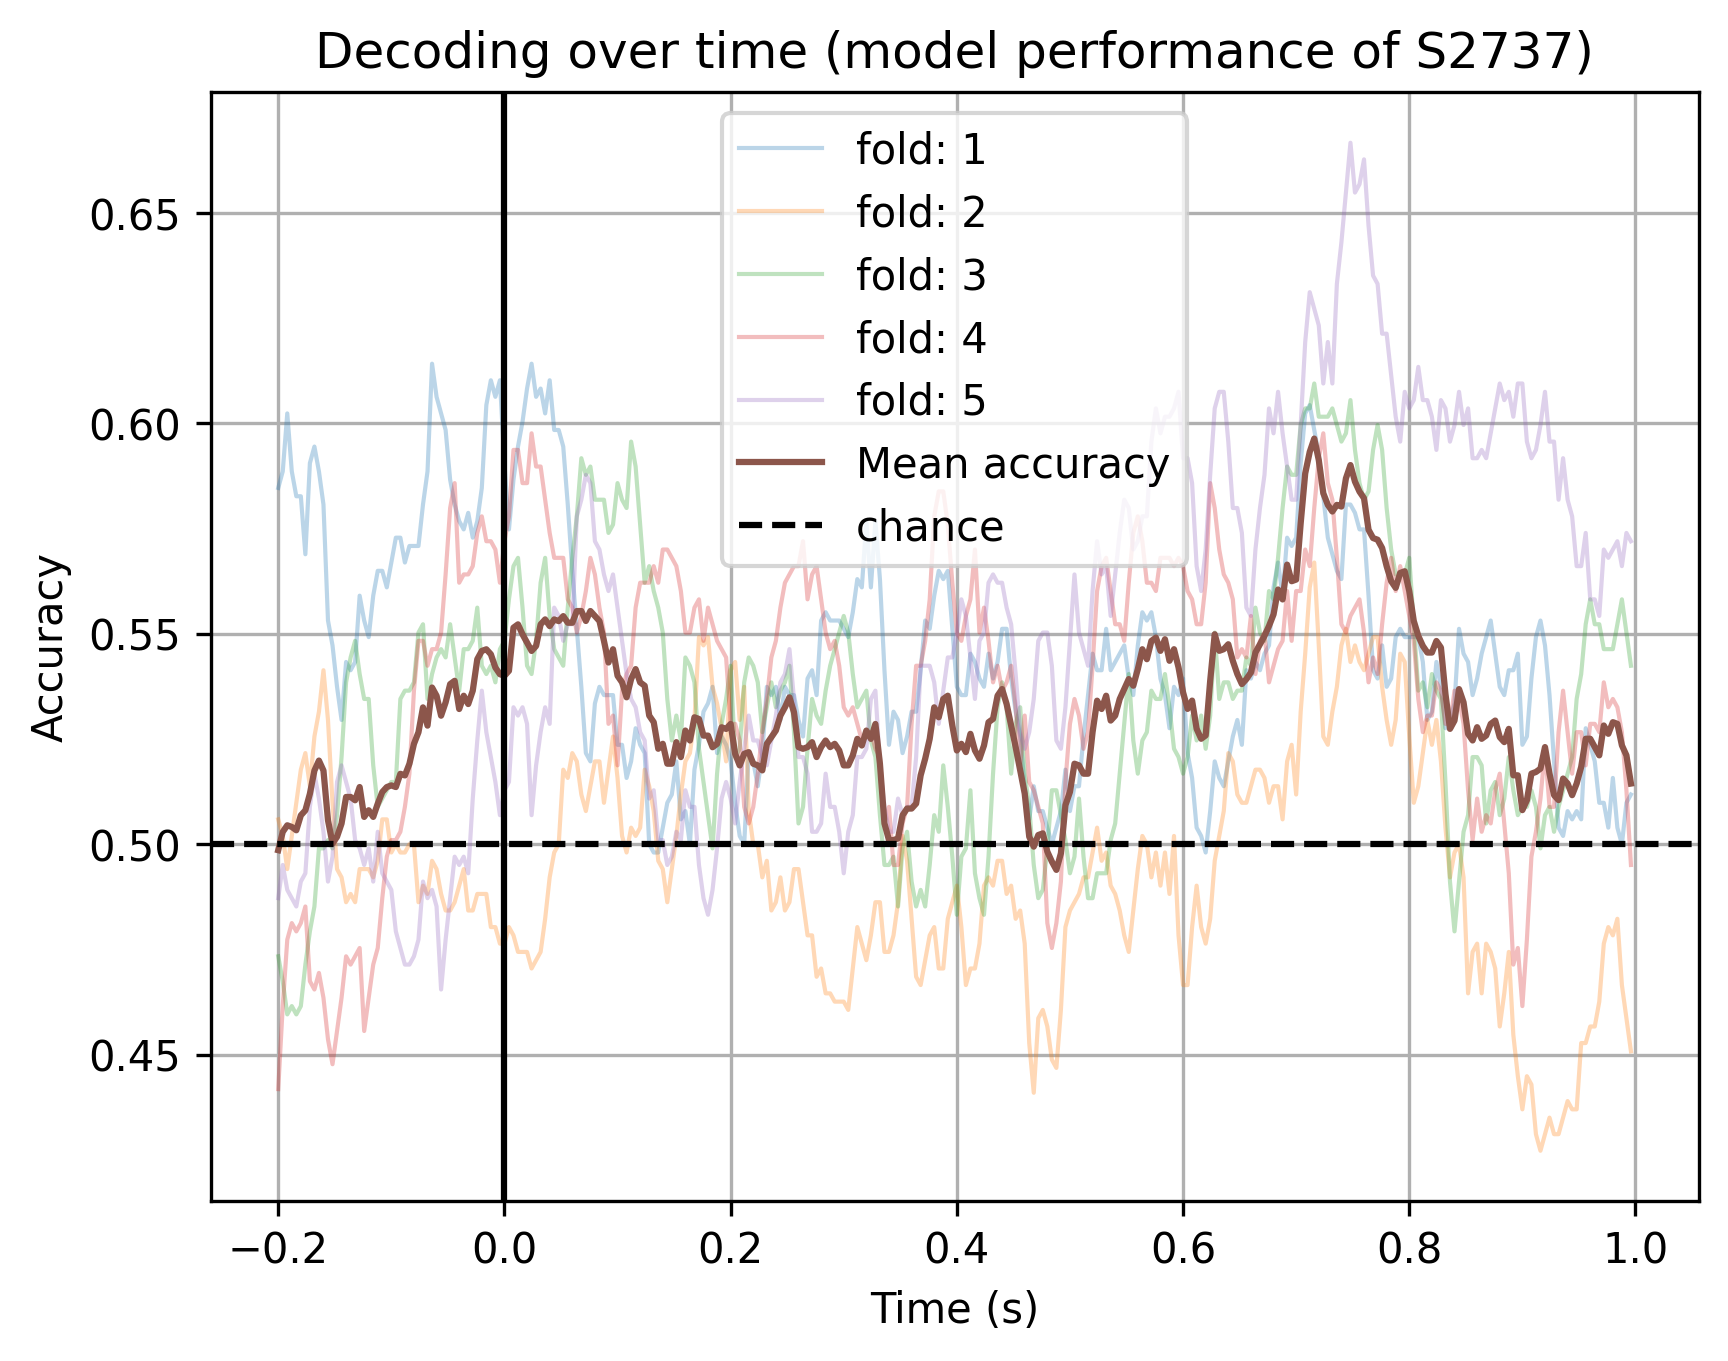 Decoding over time (model performance of S2737)
fold: 1
fold: 2
fold: 3
fold: 4
fold: 5
Mean accuracy
chance
Accuracy
0.65
0.60
0.55
0.50
0.45
−0.2 0.0 0.2 0.4 0.6 0.8 1.0
Time (s)